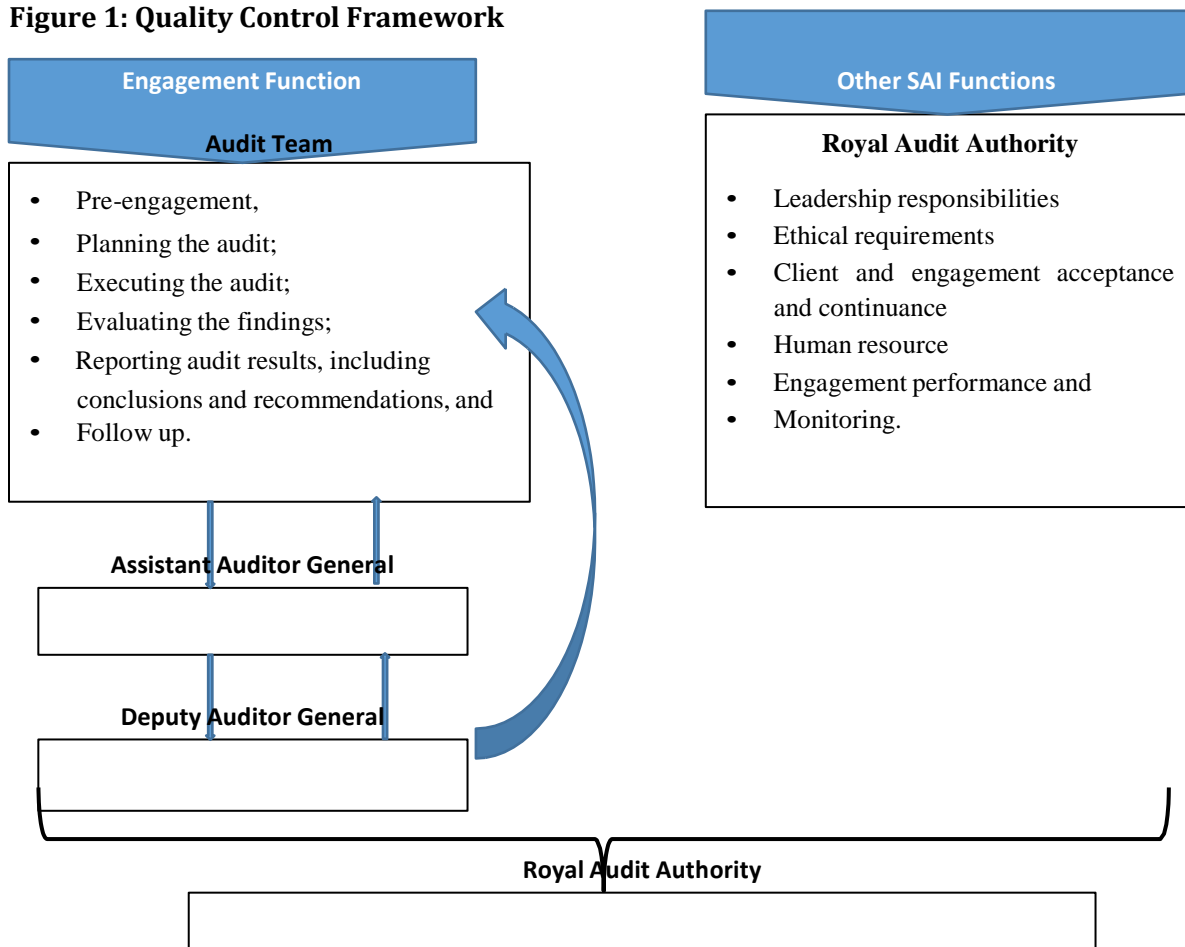 Figure 1: Quality Control Framework
Engagement Function
Audit Team
• Pre-engagement,
• Planning the audit;
• Executing the audit;
• Evaluating the findings;
• Reporting audit results, including
conclusions and recommendations, and
• Follow up.
Assistant Auditor General
Deputy Auditor General
Other SAI Functions
Royal Audit Authority
• Leadership responsibilities
• Ethical requirements
• Client and engagement acceptance
and continuance
• Human resource
• Engagement performance and
• Monitoring.
Royal Audit Authority